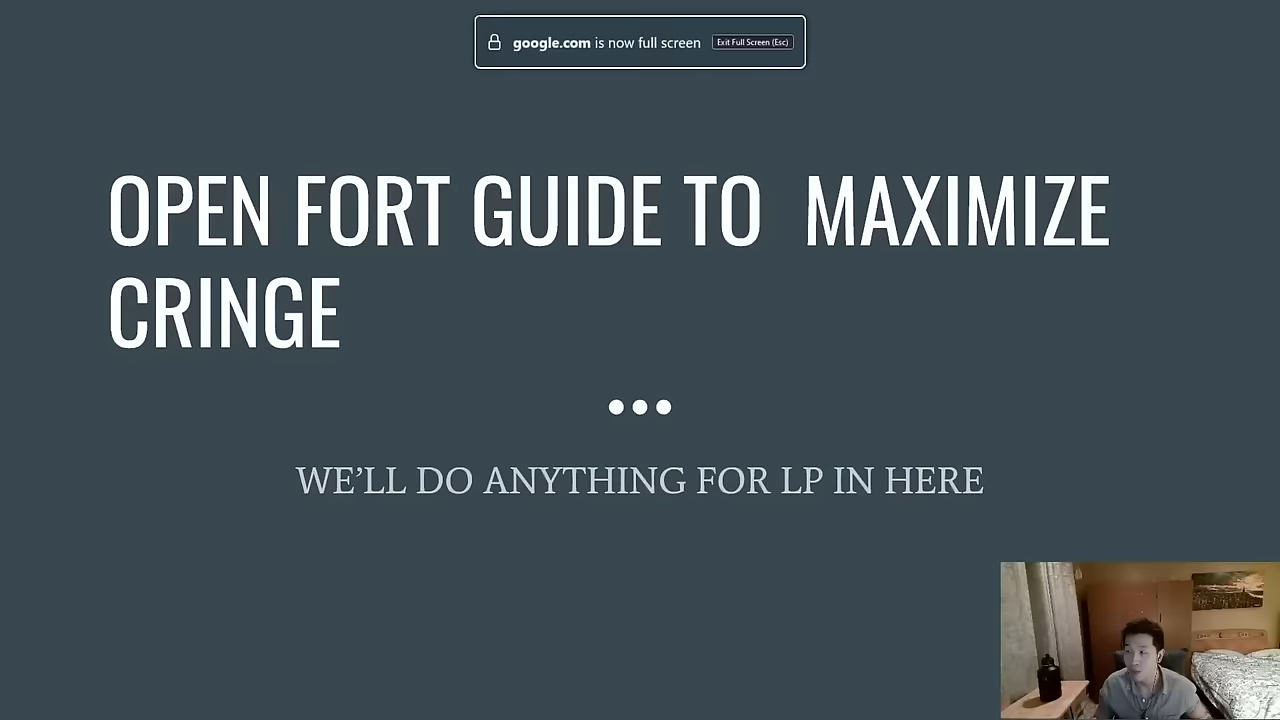 google.com is now full screen Exit Full Screen (Esc)
OPEN FORT GUIDE TO MAXIMIZE
CRINGE
WE'LL DO ANYTHING FOR LP IN HERE